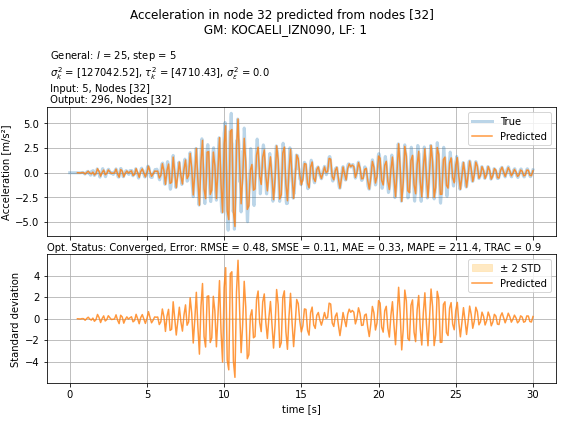 Acceleration in node 32 predicted from nodes [32]
GM: KOCAELI_IZN090, LF: 1
General: l = 25, step = 5
σ²ₖ = [127042.52], τ²ₖ = [4710.43], σ²ₑ = 0.0
Input: 5, Nodes [32]
Output: 296, Nodes [32]
Acceleration [m/s²]
5.0
2.5
0.0
−2.5
−5.0
True
Predicted
Opt. Status: Converged, Error: RMSE = 0.48, SMSE = 0.11, MAE = 0.33, MAPE = 211.4, TRAC = 0.9
Standard deviation
4
2
0
−2
−4
± 2 STD
Predicted
0 5 10 15 20 25 30
time [s]